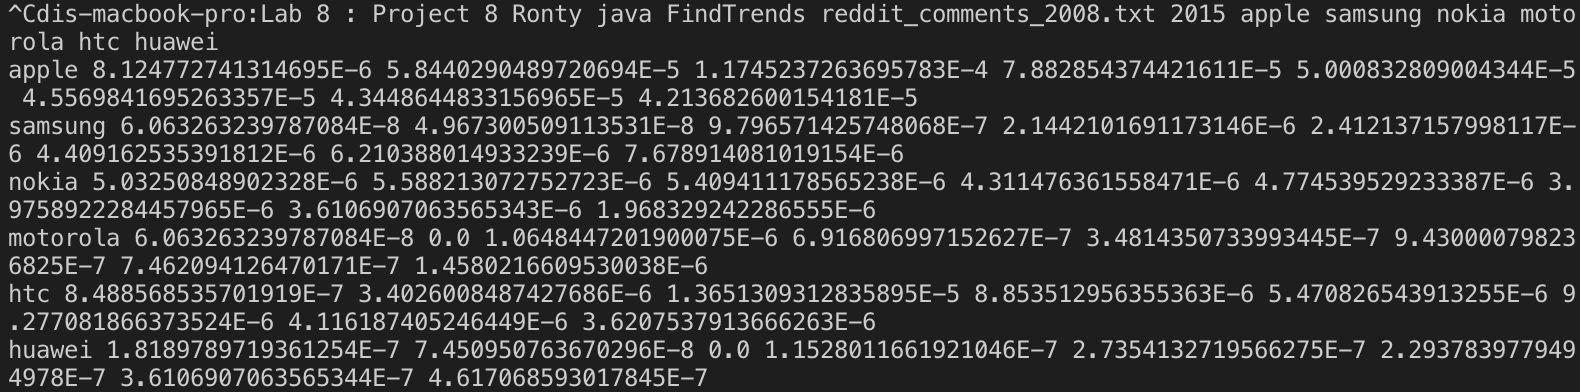 ^Cdis-macbook-pro:Lab 8 : Project 8 Ronty java FindTrends reddit_comments_2008.txt 2015 apple samsung nokia moto
rola htc huawei
apple 8.124772741314695E-6 5.84402904897206​94E-5 1.1745237263695783E-4 7.882854374421611E-5 5.000832809004344E-5
 4.5569841695263357E-5 4.3448644833156965E-5 4.213682600154181E-5
samsung 6.063263239787084E-8 4.967300509113531E-8 9.796571425748068E-7 2.1442101691173146E-6 2.412137157998117E-
6 4.409162535391812E-6 6.210388014933239E-6 7.678914081019154E-6
nokia 5.03250848902328E-6 5.588213072752723E-6 5.409411178565238E-6 4.311476361558471E-6 4.774539529233387E-6 3.
9758922284457965E-6 3.6106907063565343E-6 1.968329242286555E-6
motorola 6.063263239787084E-8 0.0 1.0648447201900075E-6 6.916806997152627E-7 3.4814350733993445E-7 9.43000079823
6825E-7 7.462094126470171E-7 1.4580216609530038E-6
htc 8.488568535701919E-7 3.4026008487427686E-6 1.3651309312835895E-5 8.853512956355363E-6 5.470826543913255E-6 9
.277081866373524E-6 4.116187405246449E-6 3.6207537913666263E-6
huawei 1.8189789719361254E-7 7.450950763670296E-8 0.0 1.1528011661921046E-7 2.7354132719566275E-7 2.293783977949
4978E-7 3.6106907063565344E-7 4.617068593017845E-7